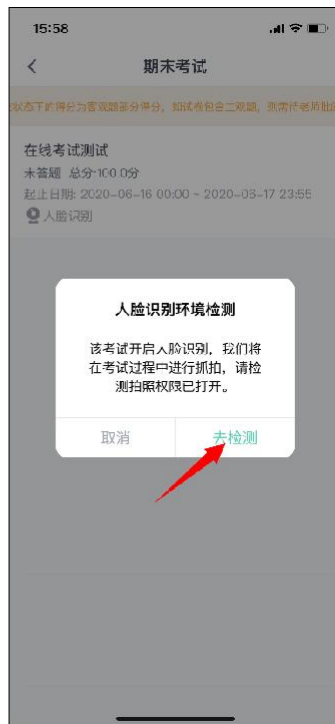 15:58
期末考试
状态下的得分为客观题部分得分，如试卷包含主观题，则需待老师批
在线考试测试
未答题 总分:100.0分
起止日期: 2020-06-16 00:00 ~ 2020-06-17 23:55
人脸识别
人脸识别环境检测
该考试开启人脸识别，我们将
在考试过程中进行抓拍，请检
测拍照权限已打开。
取消
去检测